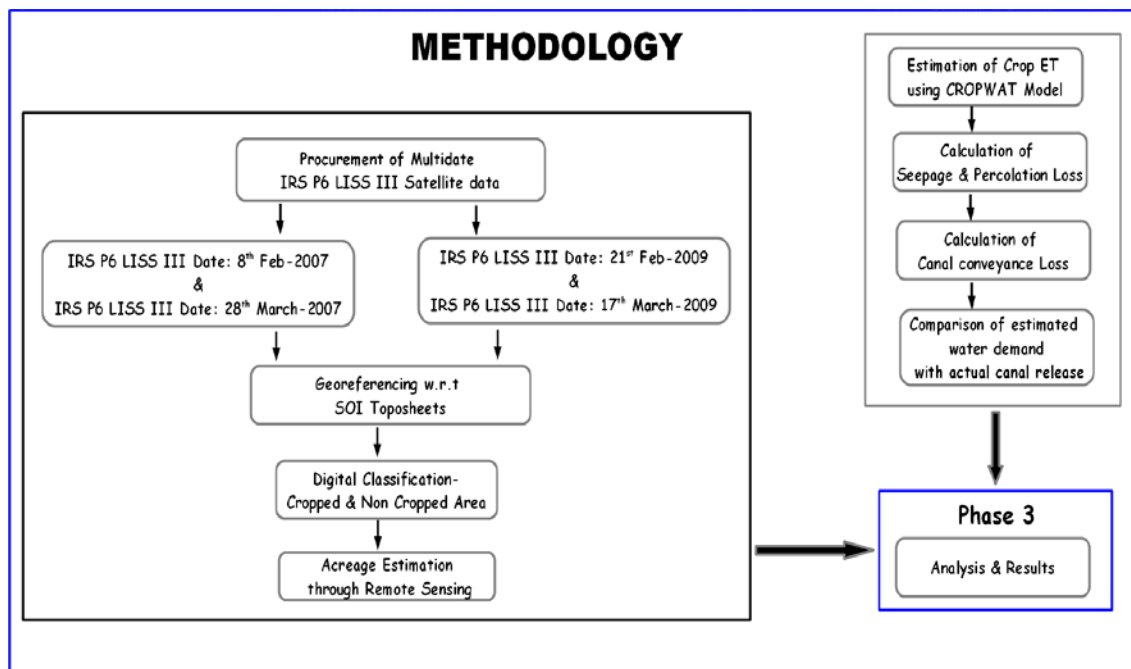 METHODOLOGY
Procurement of Multidate
IRS P6 LISS III Satellite data
IRS P6 LISS III Date: 8th Feb-2007
&
IRS P6 LISS III Date: 28th March-2007
IRS P6 LISS III Date: 21st Feb-2009
&
IRS P6 LISS III Date: 17th March-2009
Georeferencing w.r.t
SOI Toposheets
Digital Classification-
Cropped & Non Cropped Area
Acreage Estimation
through Remote Sensing
Estimation of Crop ET
using CROPWAT Model
Calculation of
Seepage & Percolation Loss
Calculation of
Canal conveyance Loss
Comparison of estimated
water demand
with actual canal release
Phase 3
Analysis & Results